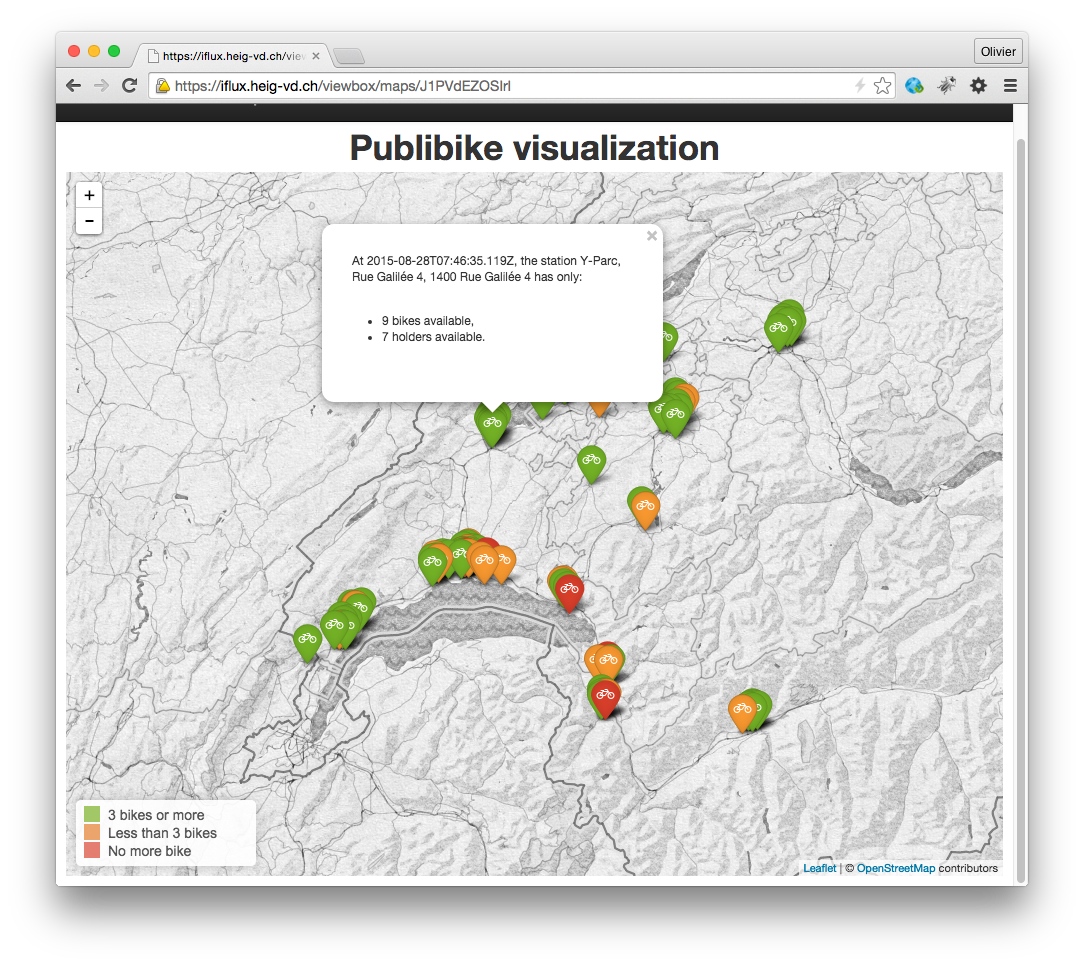 https://iflux.heig-vd.ch/view
Olivier
https://iflux.heig-vd.ch/viewbox/maps/J1PVdEZOSIrl
Publibike visualization
+
−
×
At 2015-08-28T07:46:35.119Z, the station Y-Parc,
Rue Galilée 4, 1400 Rue Galilée 4 has only:
• 9 bikes available,
• 7 holders available.
3 bikes or more
Less than 3 bikes
No more bike
Leaflet | © OpenStreetMap contributors